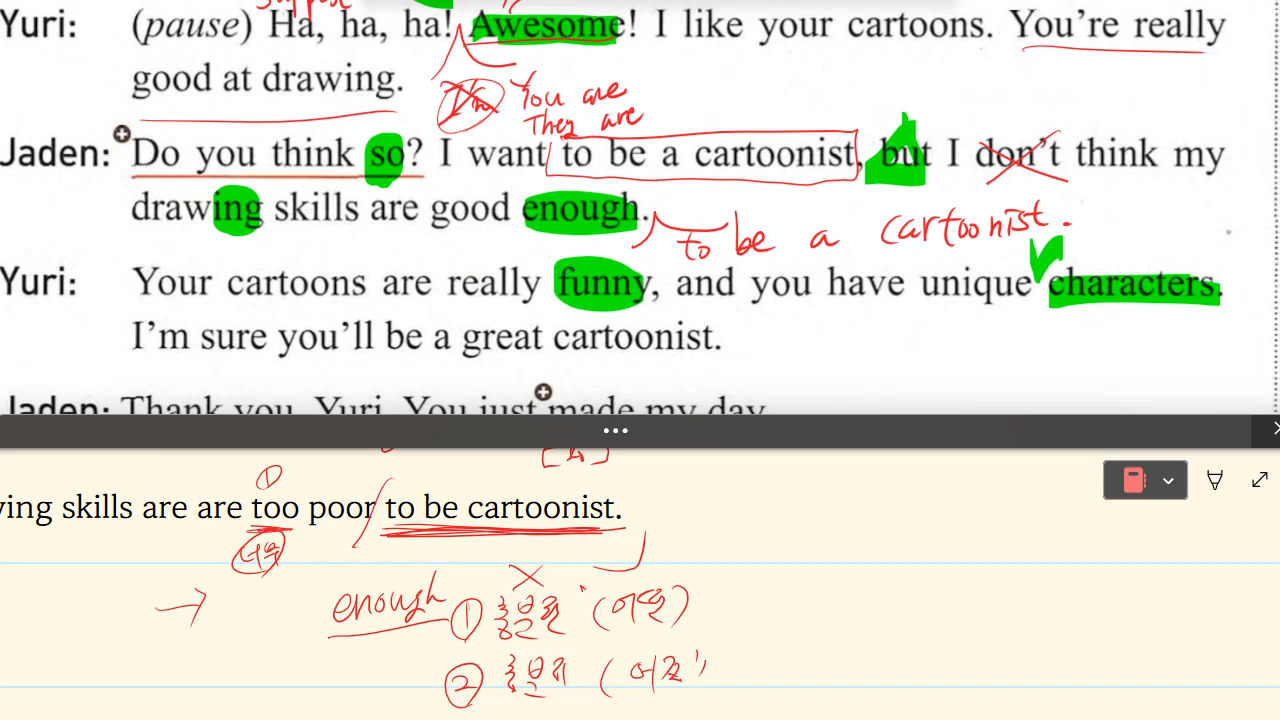 Yuri: (pause) Ha, ha, ha! Awesome! I like your cartoons. You're really
good at drawing.
You are
They are
Jaden: Do you think so? I want to be a cartoonist, but I don't think my
drawing skills are good enough.
to be a cartoonist.
Yuri: Your cartoons are really funny, and you have unique characters.
I'm sure you'll be a great cartoonist.
Jaden: Thank you, Yuri. You just made my day
①
ing skills are are too poor to be cartoonist.
너무
→ enough ① 충분한
② 충분히